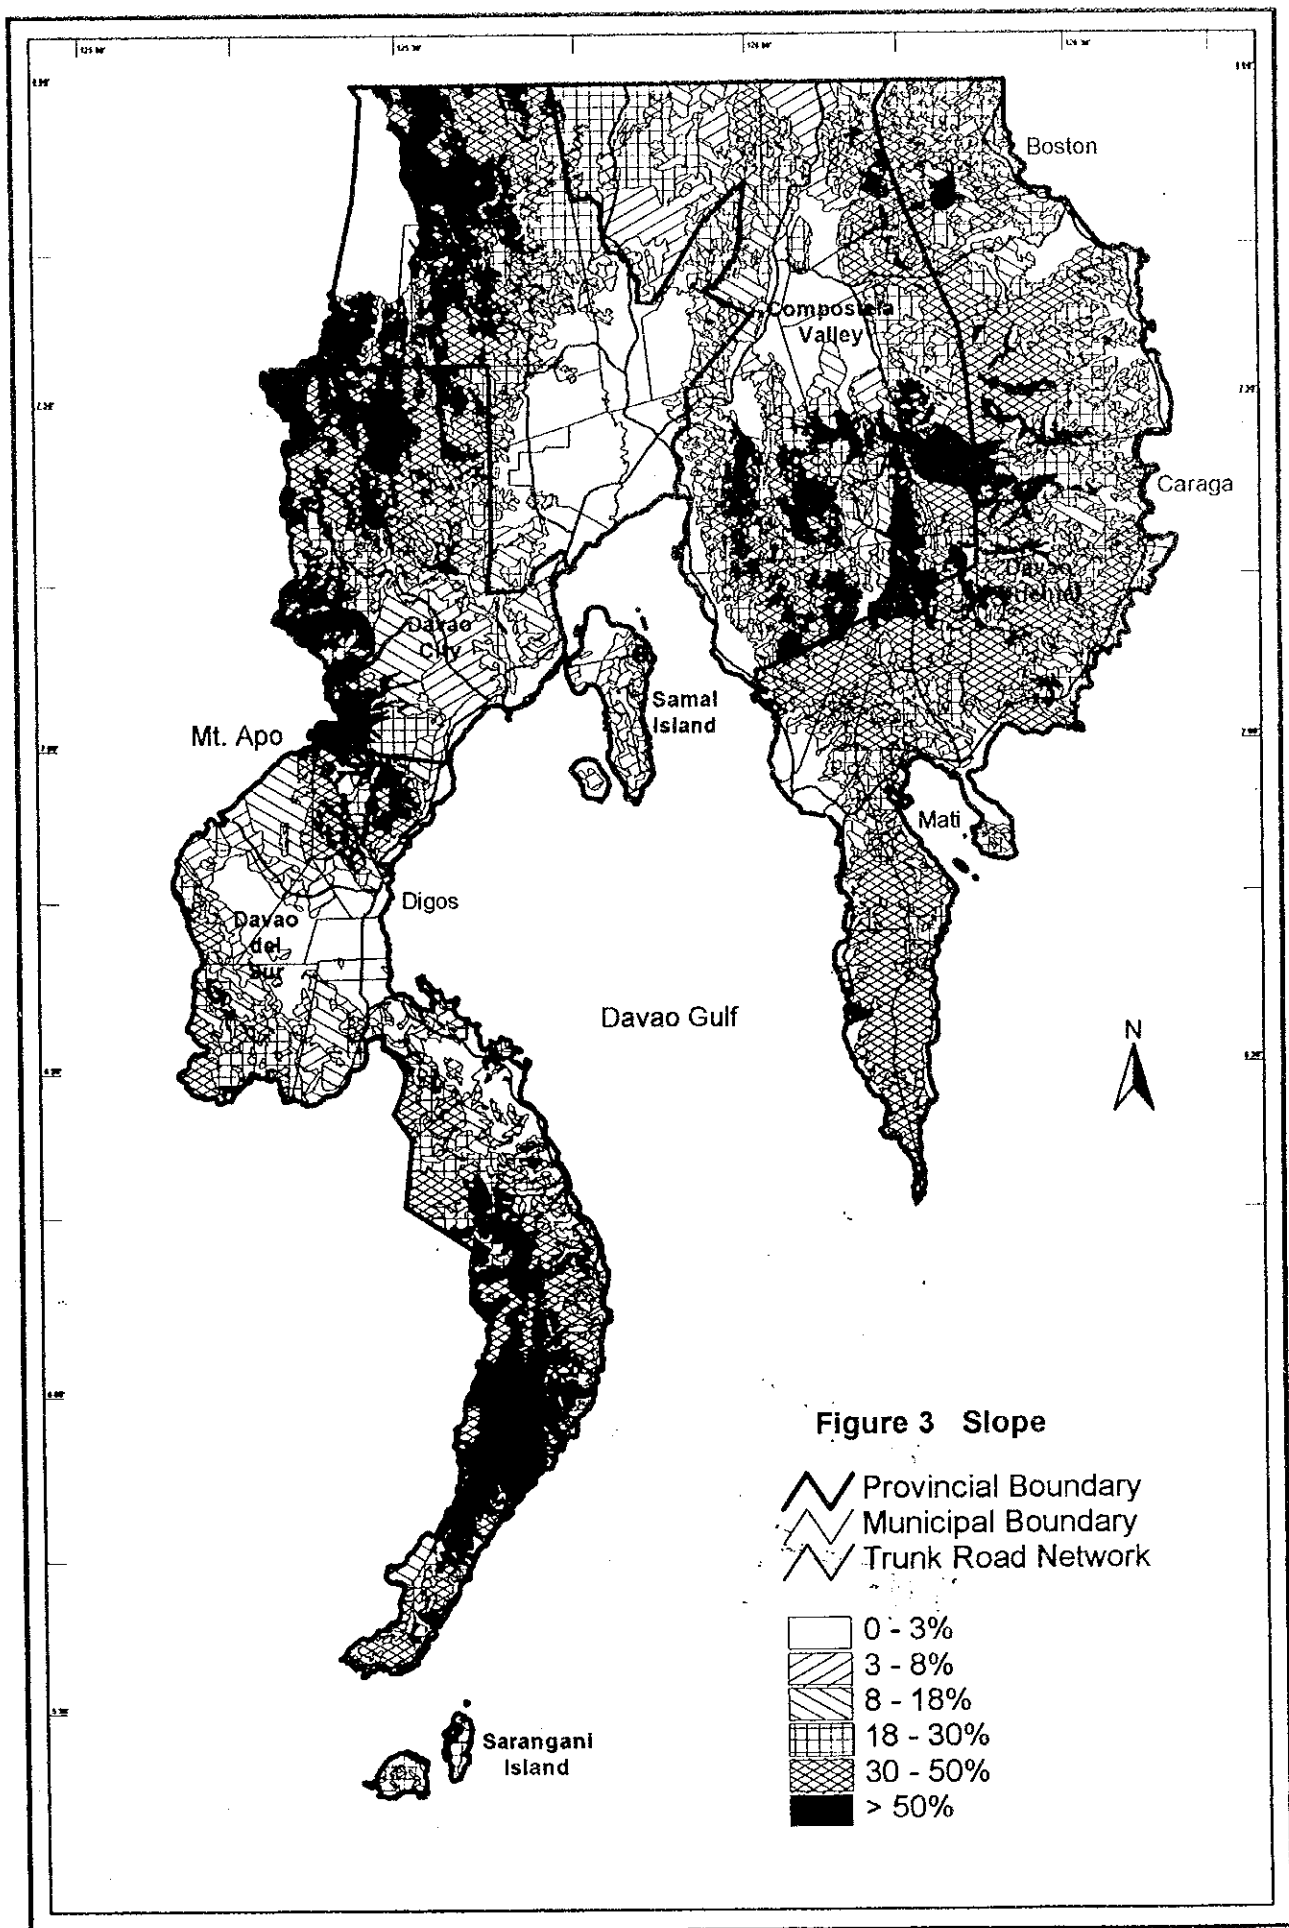 Boston
Compostela
Valley
Caraga
Davao
City
Samal
Island
Mt. Apo
Mati
Digos
Davao
del
Sur
Davao Gulf
N
Figure 3 Slope
Provincial Boundary
Municipal Boundary
Trunk Road Network
0 - 3%
3 - 8%
8 - 18%
18 - 30%
30 - 50%
> 50%
Sarangani
Island